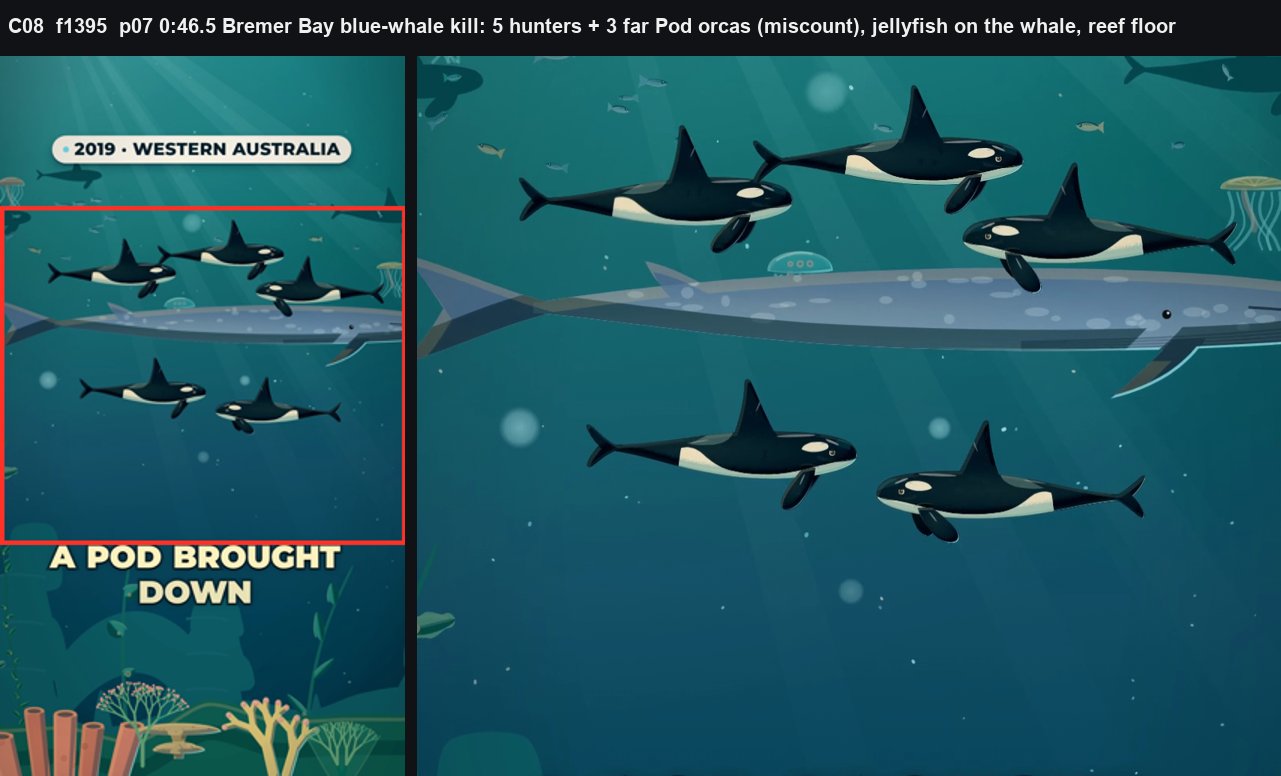 C08 f1395 p07 0:46.5 Bremer Bay blue-whale kill: 5 hunters + 3 far Pod orcas (miscount), jellyfish on the whale, reef floor
2019 · WESTERN AUSTRALIA
A POD BROUGHT
DOWN